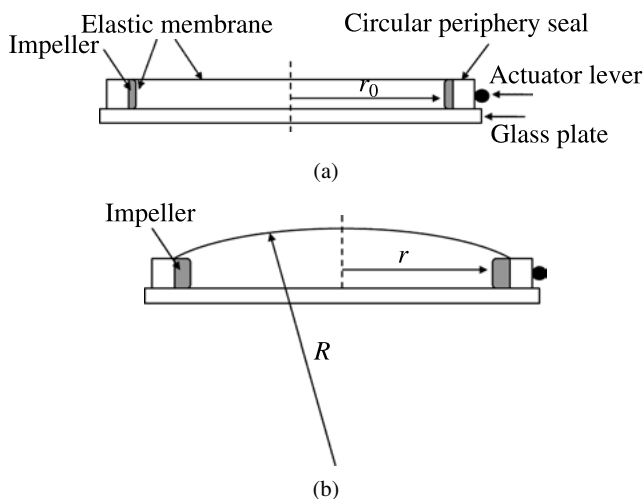 Elastic membrane
Circular periphery seal
Impeller
Actuator lever
r0
Glass plate
(a)
Impeller
r
R
(b)